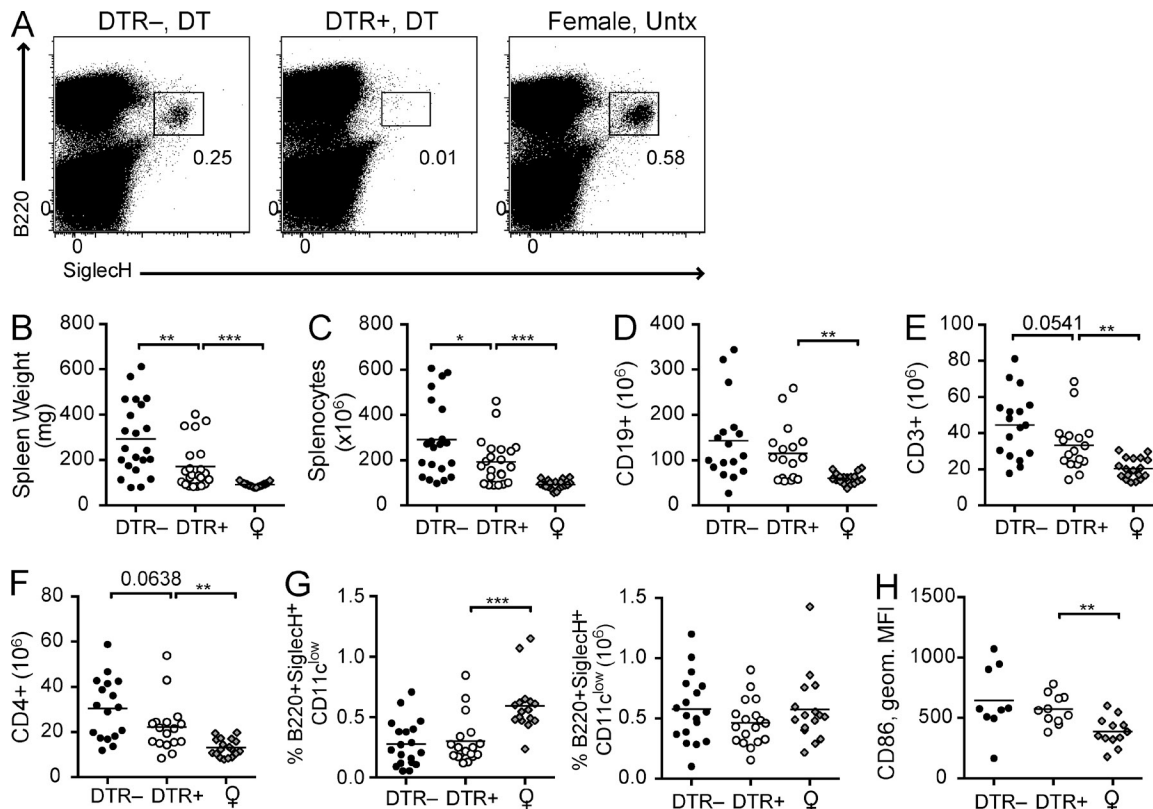 A
DTR–, DT
DTR+, DT
Female, Untx
B220
0
0.25
0
0.01
0
0.58
0
0
0
SiglecH
B
Spleen Weight
(mg)
800
600
400
200
0
**
***
DTR–
DTR+
♀
C
Splenocytes
(x10⁶)
800
600
400
200
0
*
***
DTR–
DTR+
♀
D
CD19+ (10⁶)
400
300
200
100
0
**
DTR–
DTR+
♀
E
CD3+ (10⁶)
100
80
60
40
20
0
0.0541
**
DTR–
DTR+
♀
F
CD4+ (10⁶)
80
60
40
20
0
0.0638
**
DTR–
DTR+
♀
G
% B220+SiglecH⁺
CD11c^low
1.5
1.0
0.5
0.0
***
DTR–
DTR+
♀
% B220+SiglecH⁺
CD11c^low (10⁶)
1.5
1.0
0.5
0.0
DTR–
DTR+
♀
H
CD86, geom. MFI
1500
1000
500
0
**
DTR–
DTR+
♀